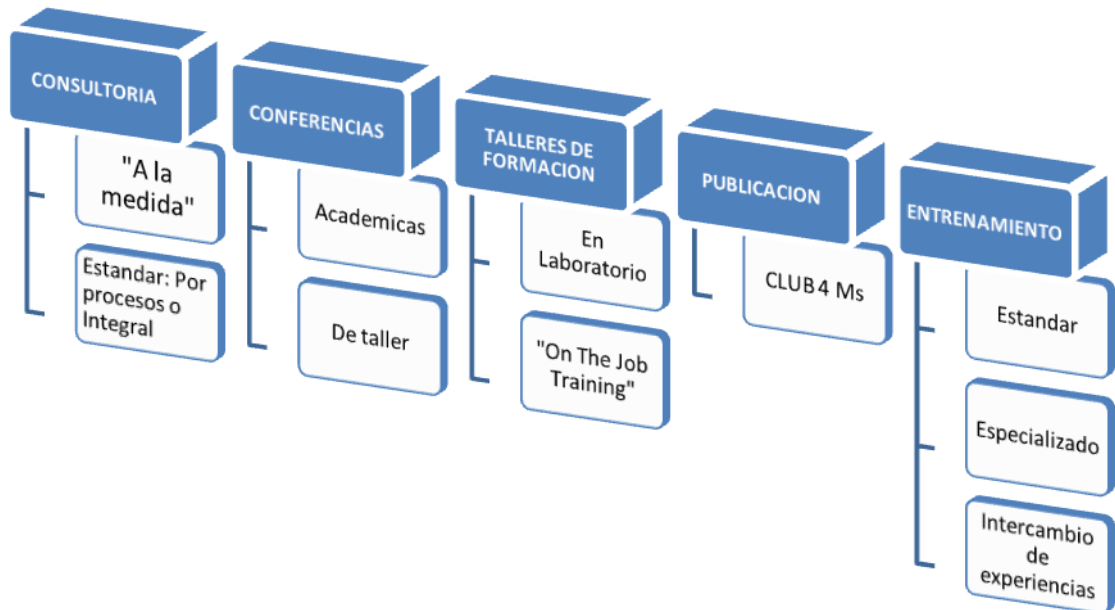 CONSULTORIA
"A la
medida"
Estandar: Por
procesos o
Integral
CONFERENCIAS
Academicas
De taller
TALLERES DE
FORMACION
En
Laboratorio
"On The Job
Training"
PUBLICACION
CLUB 4 Ms
ENTRENAMIENTO
Estandar
Especializado
Intercambio
de
experiencias